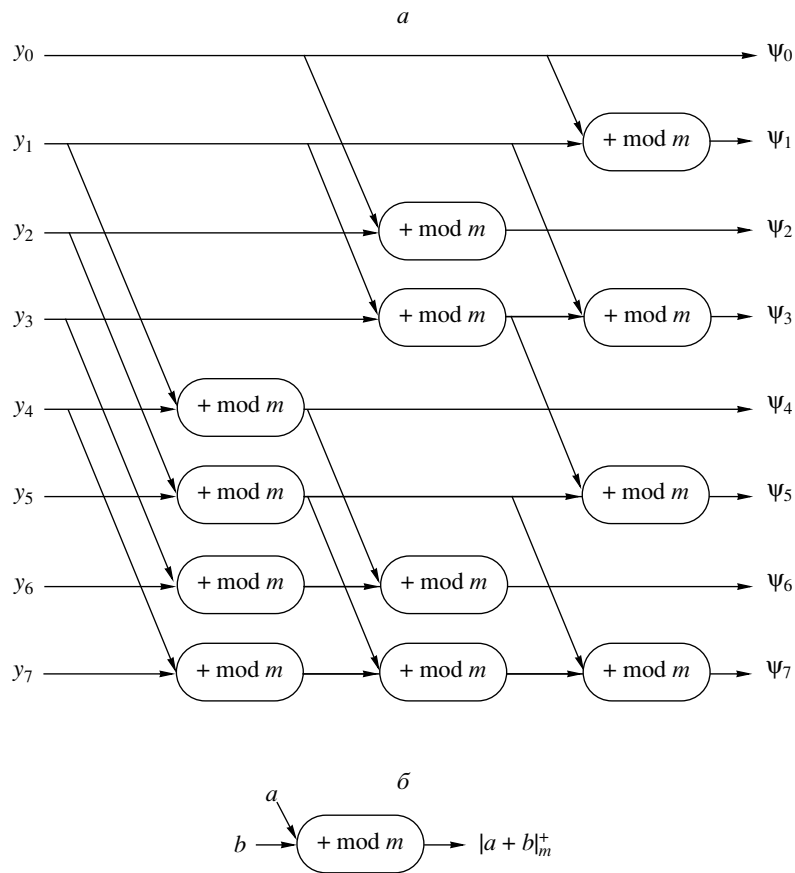 а
y₀ ψ₀
y₁ + mod m ψ₁
y₂ + mod m ψ₂
y₃ + mod m + mod m ψ₃
y₄ + mod m ψ₄
y₅ + mod m + mod m ψ₅
y₆ + mod m + mod m ψ₆
y₇ + mod m + mod m + mod m ψ₇
б
a
b + mod m |a + b|⁺ₘ